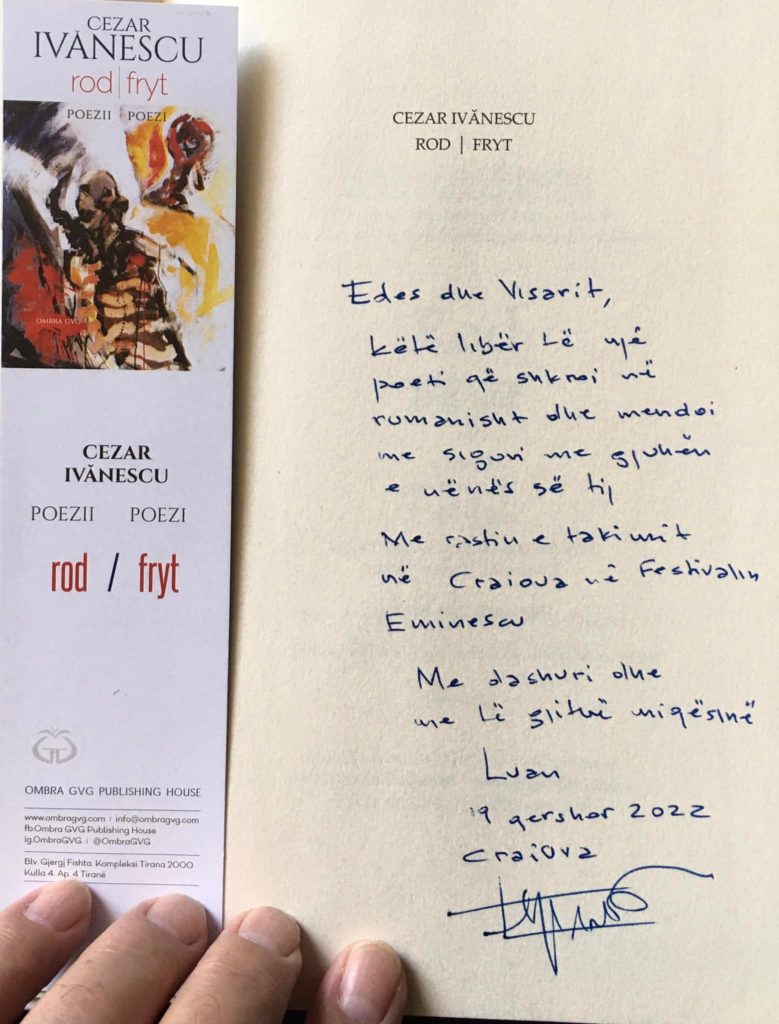 CEZAR
IVĂNESCU
rod | fryt
POEZII | POEZI
OMBRA GVG
CEZAR
IVĂNESCU
POEZII POEZI
rod / fryt
OMBRA GVG PUBLISHING HOUSE
www.ombragvg.com | info@ombragvg.com
fb:Ombra GVG Publishing House
ig.OmbraGVG | @OmbraGVG
Blv. Gjergj Fishta. Kompleksi Tirana 2000
Kulla 4. Ap. 4 Tiranë
CEZAR IVĂNESCU
ROD | FRYT
Edes dhe Visarit,
këtë libër të një
poeti që shkroi në
rumanisht dhe mendoi
me siguri me gjuhën
e nënës së tij
Me rastin e takimit
në Craiova në Festivalin
Eminescu
Me dashuri dhe
me të gjithë miqësinë
Luan
19 qershor 2022
Craiova